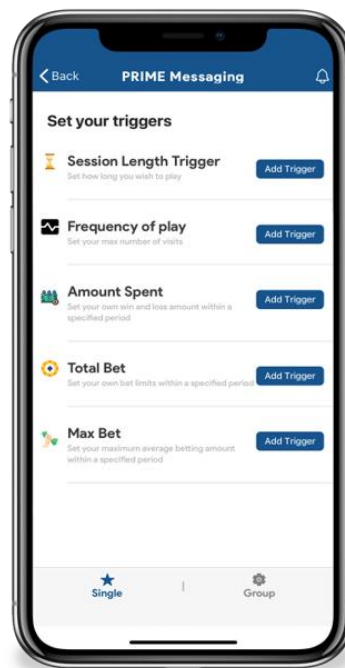 Back
PRIME Messaging
Set your triggers
Session Length Trigger
Set how long you wish to play
Add Trigger
Frequency of play
Set your max number of visits
Add Trigger
Amount Spent
Set your own win and loss amount within a
specified period
Add Trigger
Total Bet
Set your own bet limits within a specified period
Add Trigger
Max Bet
Set your maximum average betting amount
within a specified period
Add Trigger
Single
Group